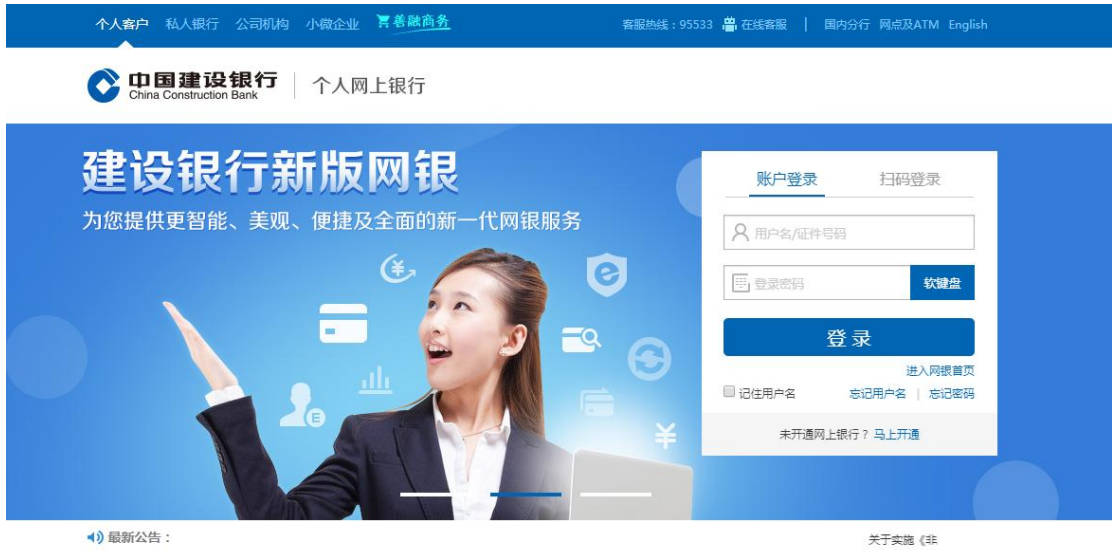 个人客户 私人银行 公司机构 小微企业 善融商务 客服热线：95533 在线客服 | 国内分行 网点及ATM English
中国建设银行 个人网上银行
China Construction Bank
建设银行新版网银
为您提供更智能、美观、便捷及全面的新一代网银服务
账户登录 扫码登录
用户名/证件号码
登录密码 软键盘
登录
进入网银首页
记住用户名 忘记用户名 | 忘记密码
未开通网上银行？马上开通
最新公告： 关于实施《非